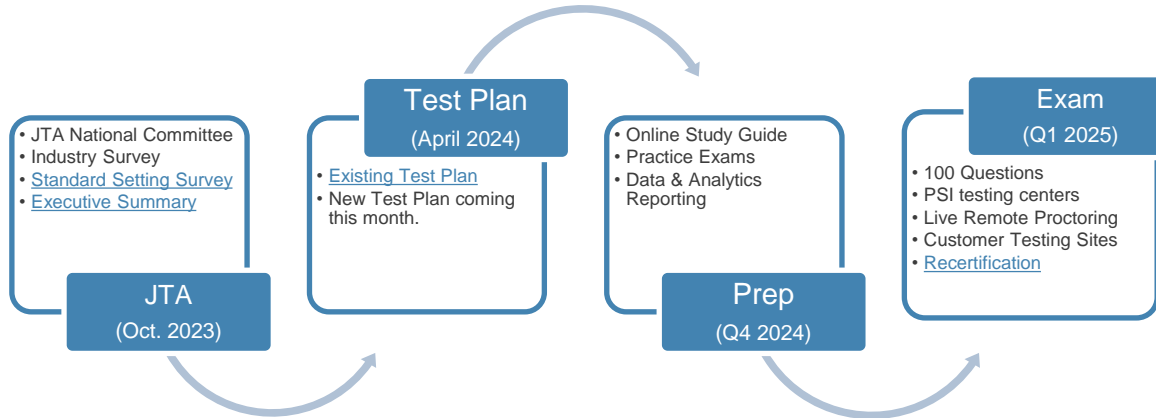 • JTA National Committee
• Industry Survey
• Standard Setting Survey
• Executive Summary
JTA
(Oct. 2023)
Test Plan
(April 2024)
• Existing Test Plan
• New Test Plan coming
this month.
• Online Study Guide
• Practice Exams
• Data & Analytics
Reporting
Prep
(Q4 2024)
Exam
(Q1 2025)
• 100 Questions
• PSI testing centers
• Live Remote Proctoring
• Customer Testing Sites
• Recertification